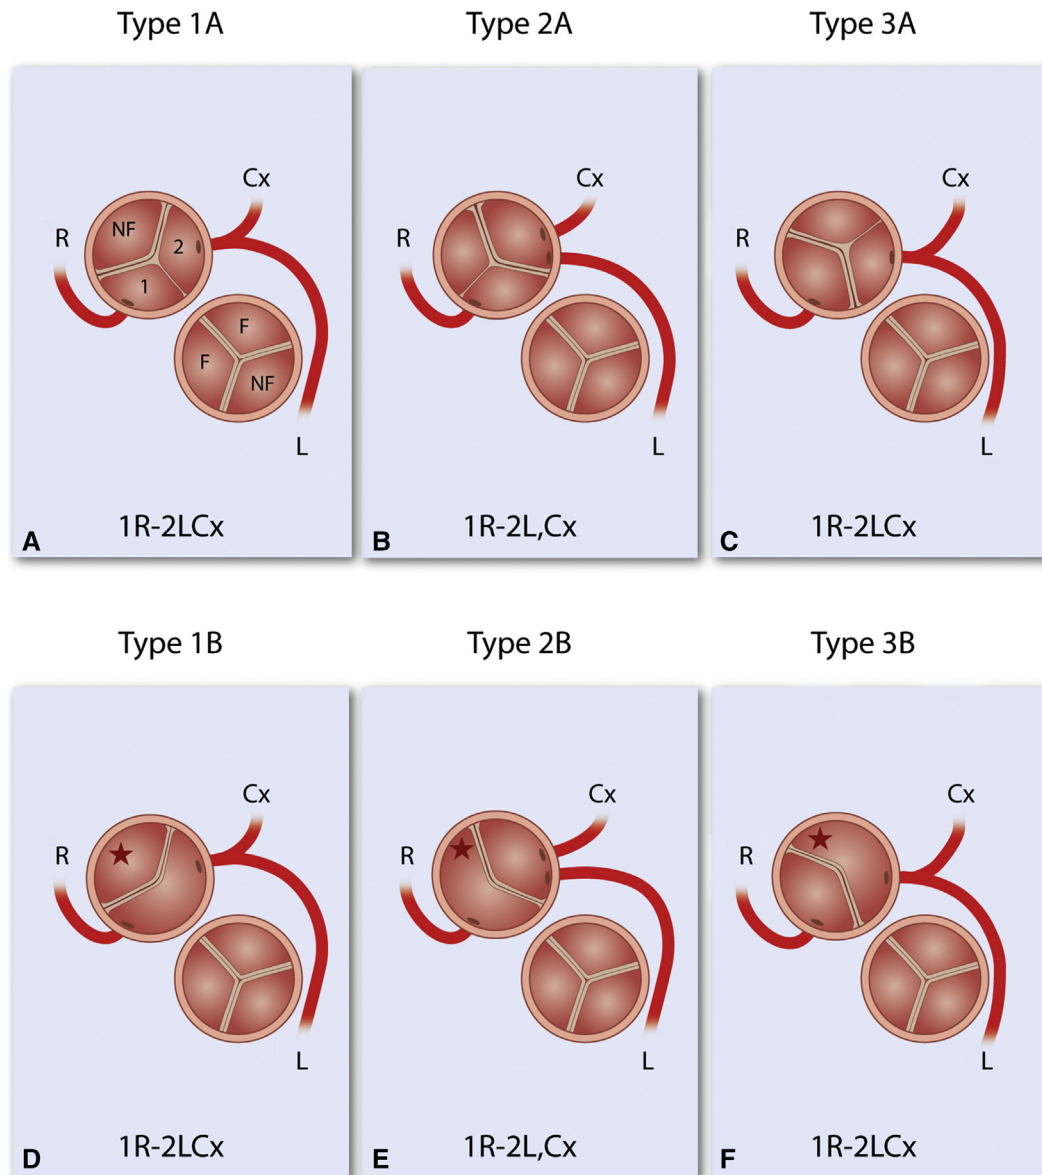 Type 1A
Type 2A
Type 3A
Cx
Cx
Cx
R
NF
2
R
R
1
F
F
NF
L
L
L
A
1R-2LCx
B
1R-2L,Cx
C
1R-2LCx
Type 1B
Type 2B
Type 3B
Cx
Cx
Cx
R
R
R
L
L
L
D
1R-2LCx
E
1R-2L,Cx
F
1R-2LCx